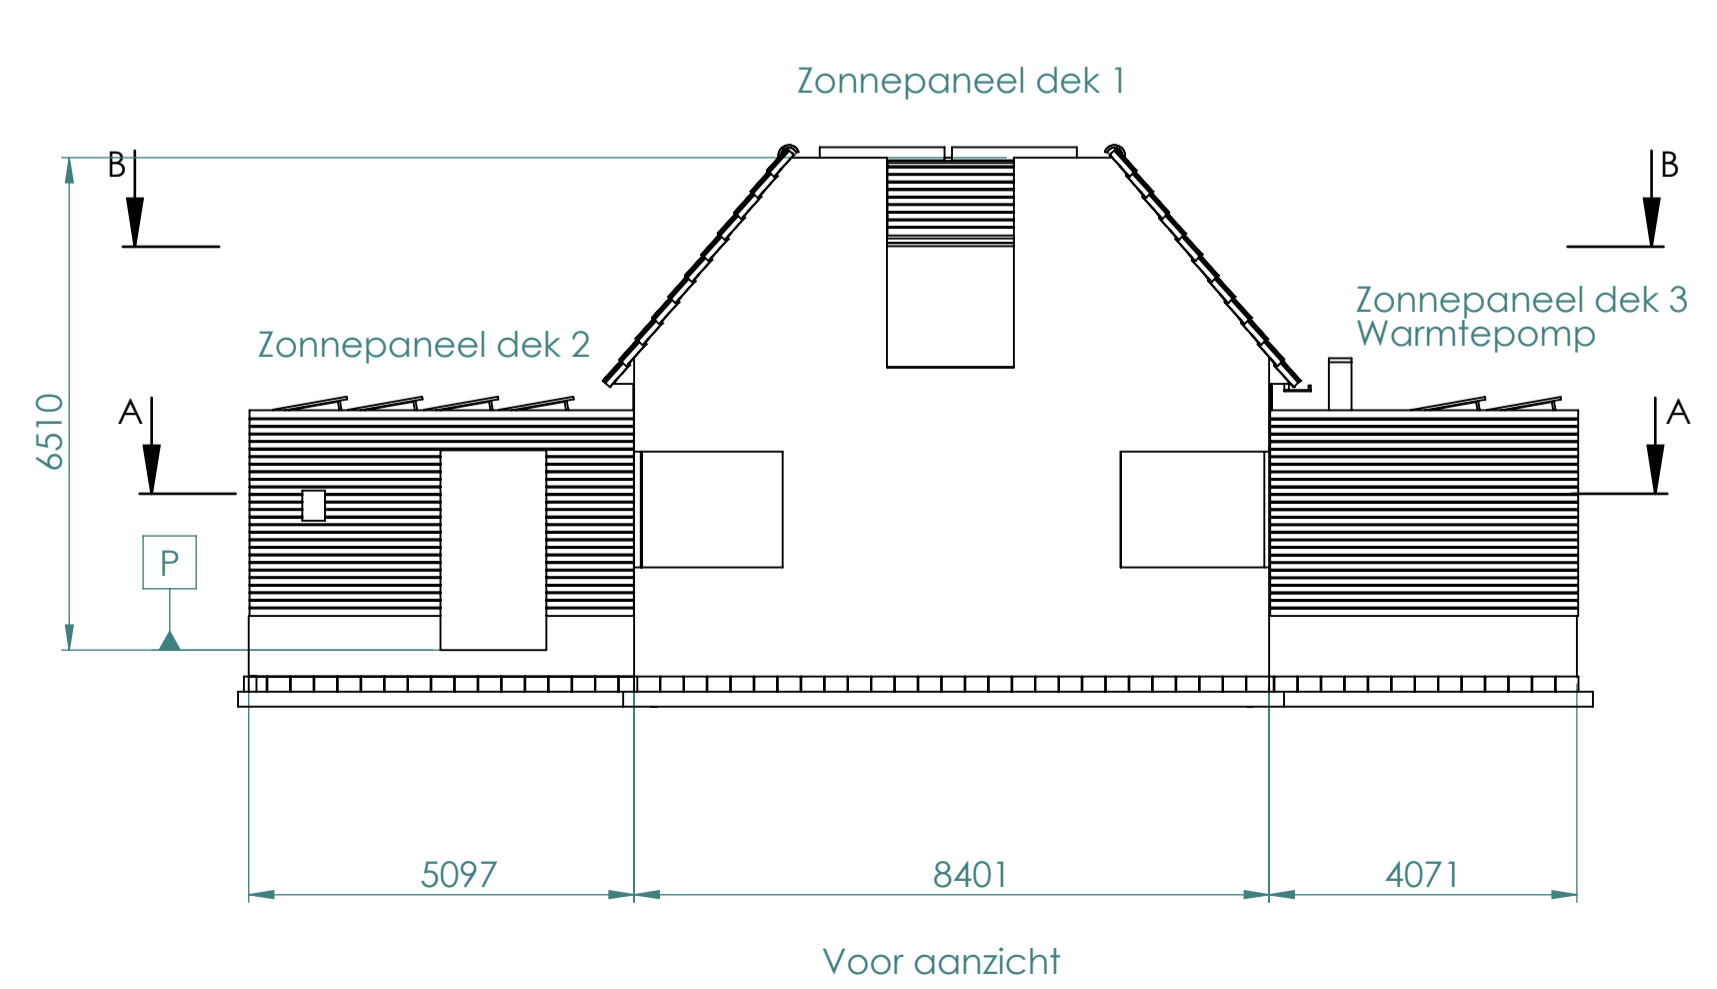 Zonnepaneel dek 1
B
B
Zonnepaneel dek 3
Warmtepomp
Zonnepaneel dek 2
A
A
6510
P
5097
8401
4071
Voor aanzicht